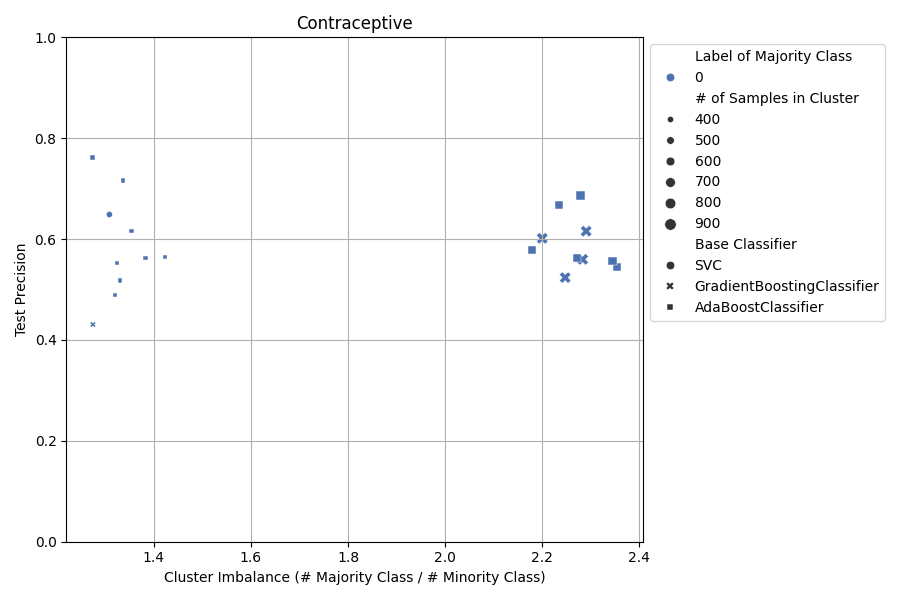 Contraceptive
Test Precision
1.0
0.8
0.6
0.4
0.2
0.0
1.4
1.6
1.8
2.0
2.2
2.4
Cluster Imbalance (# Majority Class / # Minority Class)
Label of Majority Class
0
# of Samples in Cluster
400
500
600
700
800
900
Base Classifier
SVC
GradientBoostingClassifier
AdaBoostClassifier